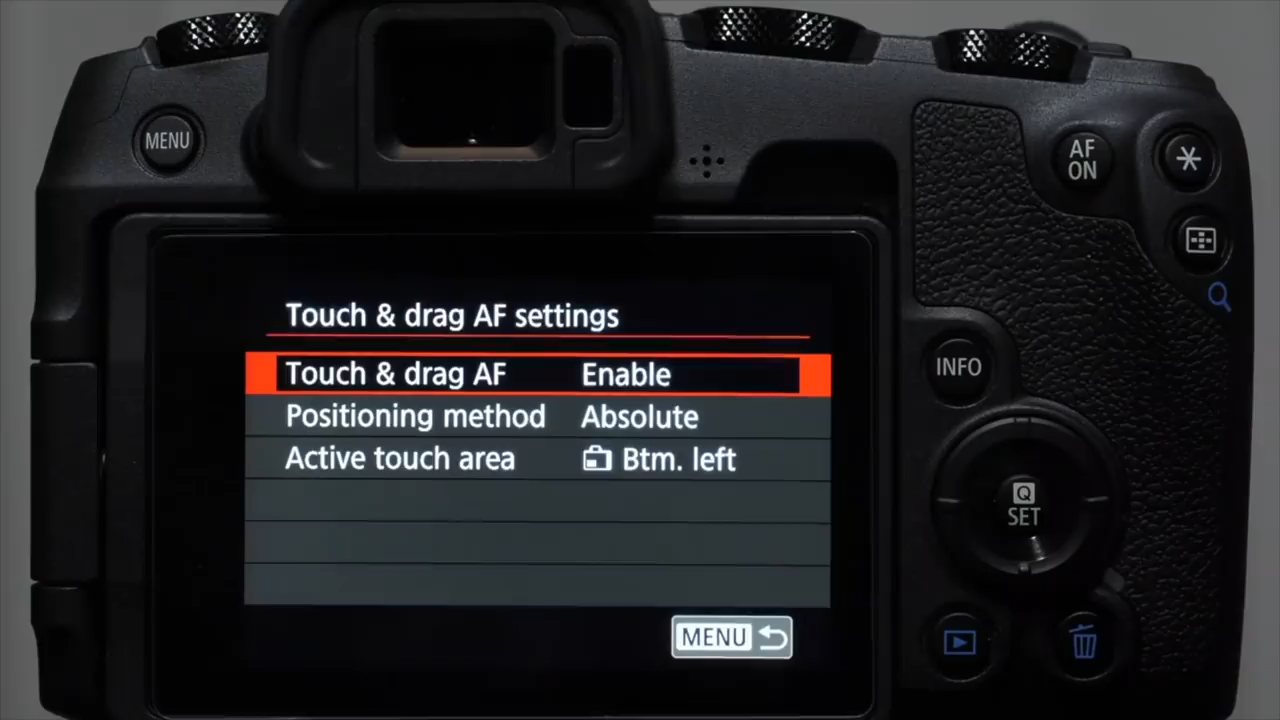 MENU
AF
ON
Touch & drag AF settings
Touch & drag AF Enable
Positioning method Absolute
Active touch area Btm. left
INFO
Q
SET
MENU